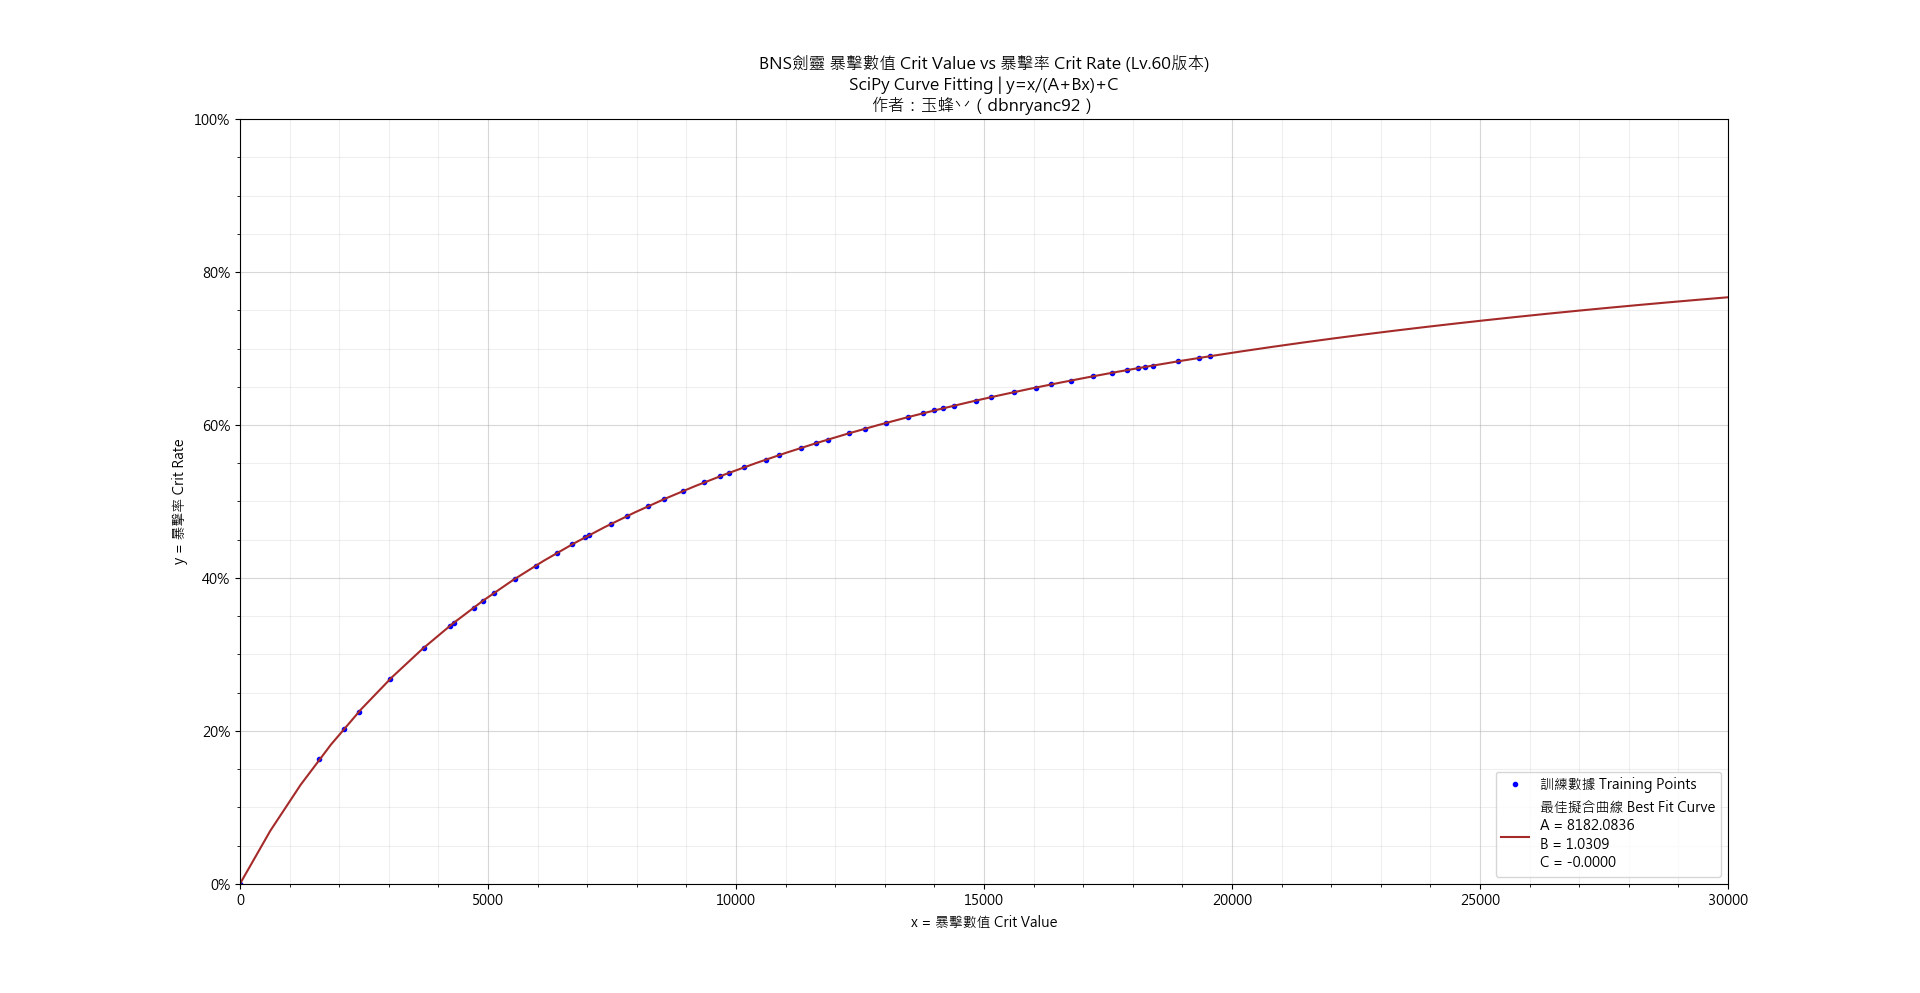 BNS劍靈 暴擊數值 Crit Value vs 暴擊率 Crit Rate (Lv.60版本)
SciPy Curve Fitting | y=x/(A+Bx)+C
作者：玉蜂丷 ( dbnryanc92 )
100%
80%
60%
40%
20%
0%
y = 暴擊率 Crit Rate
訓練數據 Training Points
最佳擬合曲線 Best Fit Curve
A = 8182.0836
B = 1.0309
C = -0.0000
0 5000 10000 15000 20000 25000 30000
x = 暴擊數值 Crit Value